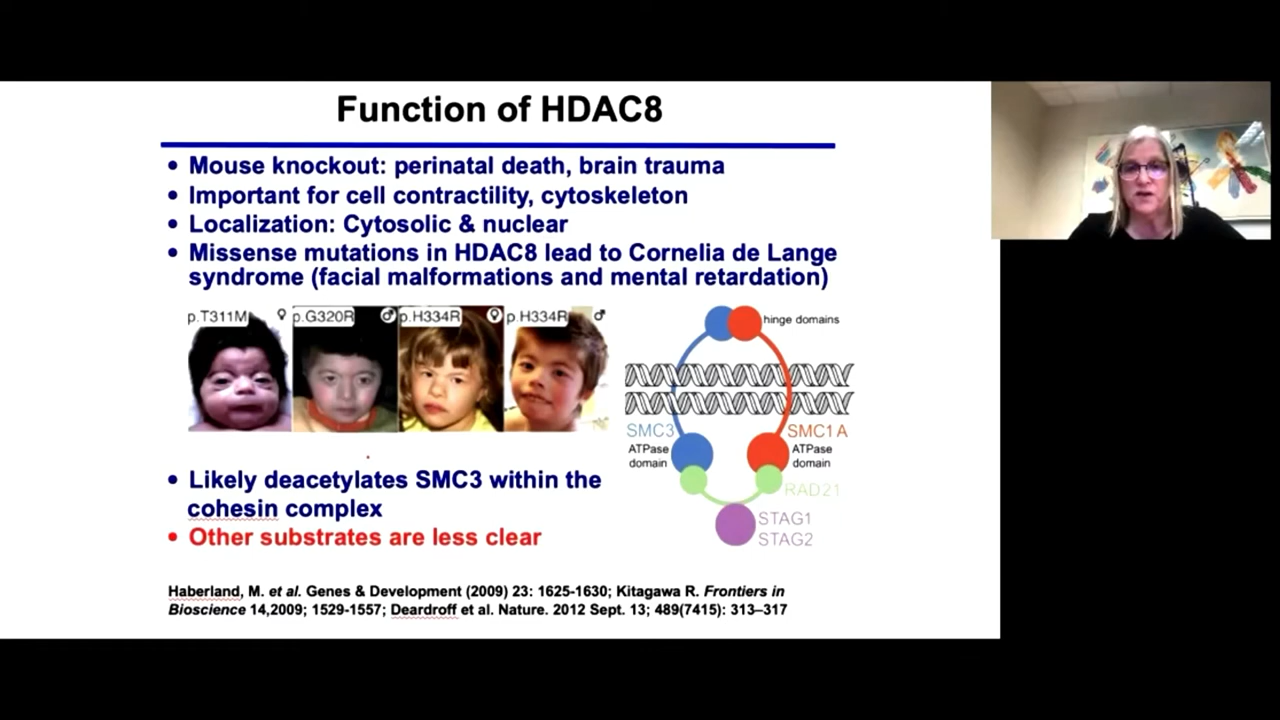 Function of HDAC8
• Mouse knockout: perinatal death, brain trauma
• Important for cell contractility, cytoskeleton
• Localization: Cytosolic & nuclear
• Missense mutations in HDAC8 lead to Cornelia de Lange
syndrome (facial malformations and mental retardation)
p.T311M ♀ p.G320R ♂ p.H334R ♀ p.H334R ♂
hinge domains
SMC3 SMC1A
ATPase domain ATPase domain
RAD21
STAG1
STAG2
• Likely deacetylates SMC3 within the
cohesin complex
• Other substrates are less clear
Haberland, M. et al. Genes & Development (2009) 23: 1625-1630; Kitagawa R. Frontiers in
Bioscience 14,2009; 1529-1557; Deardroff et al. Nature. 2012 Sept. 13; 489(7415): 313–317